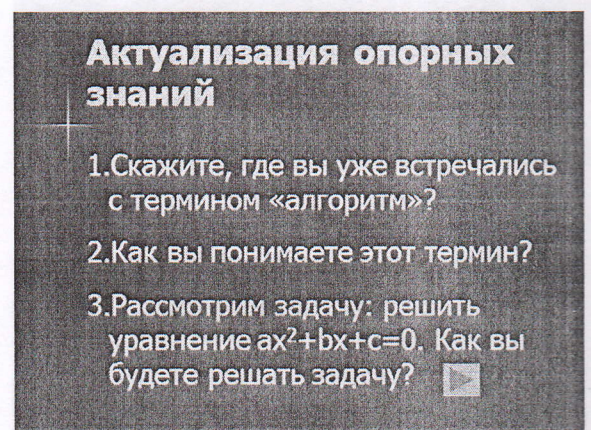 Актуализация опорных
знаний
1.Скажите, где вы уже встречались
с термином «алгоритм»?
2.Как вы понимаете этот термин?
3.Рассмотрим задачу: решить
уравнение ax²+bx+c=0. Как вы
будете решать задачу?